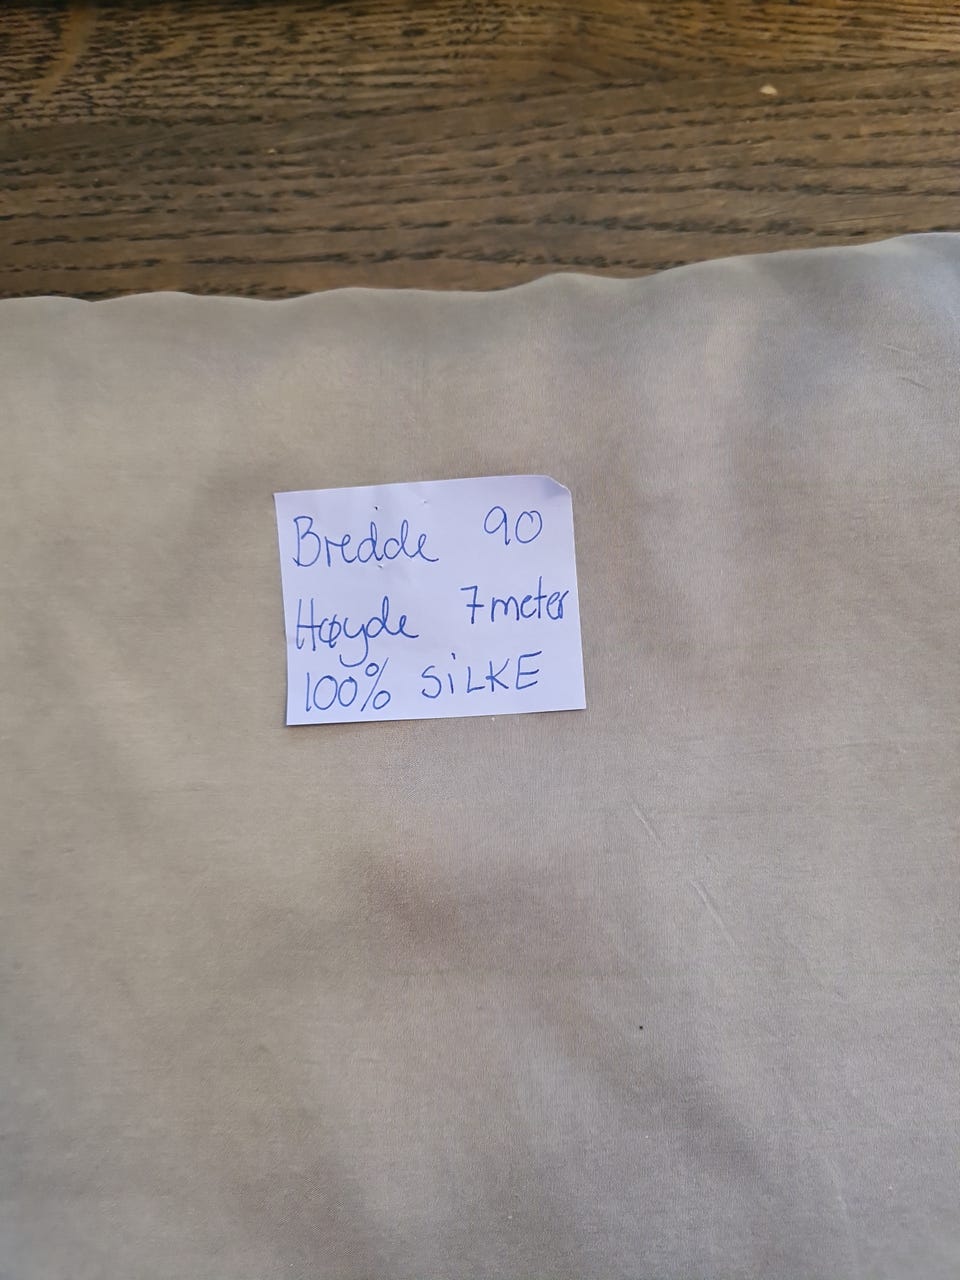 Bredde 90
Høyde 7meter
100% SiLKE